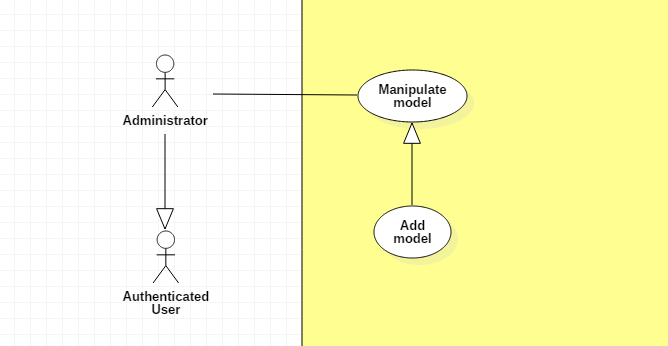 Administrator
Manipulate
model
Add
model
Authenticated
User